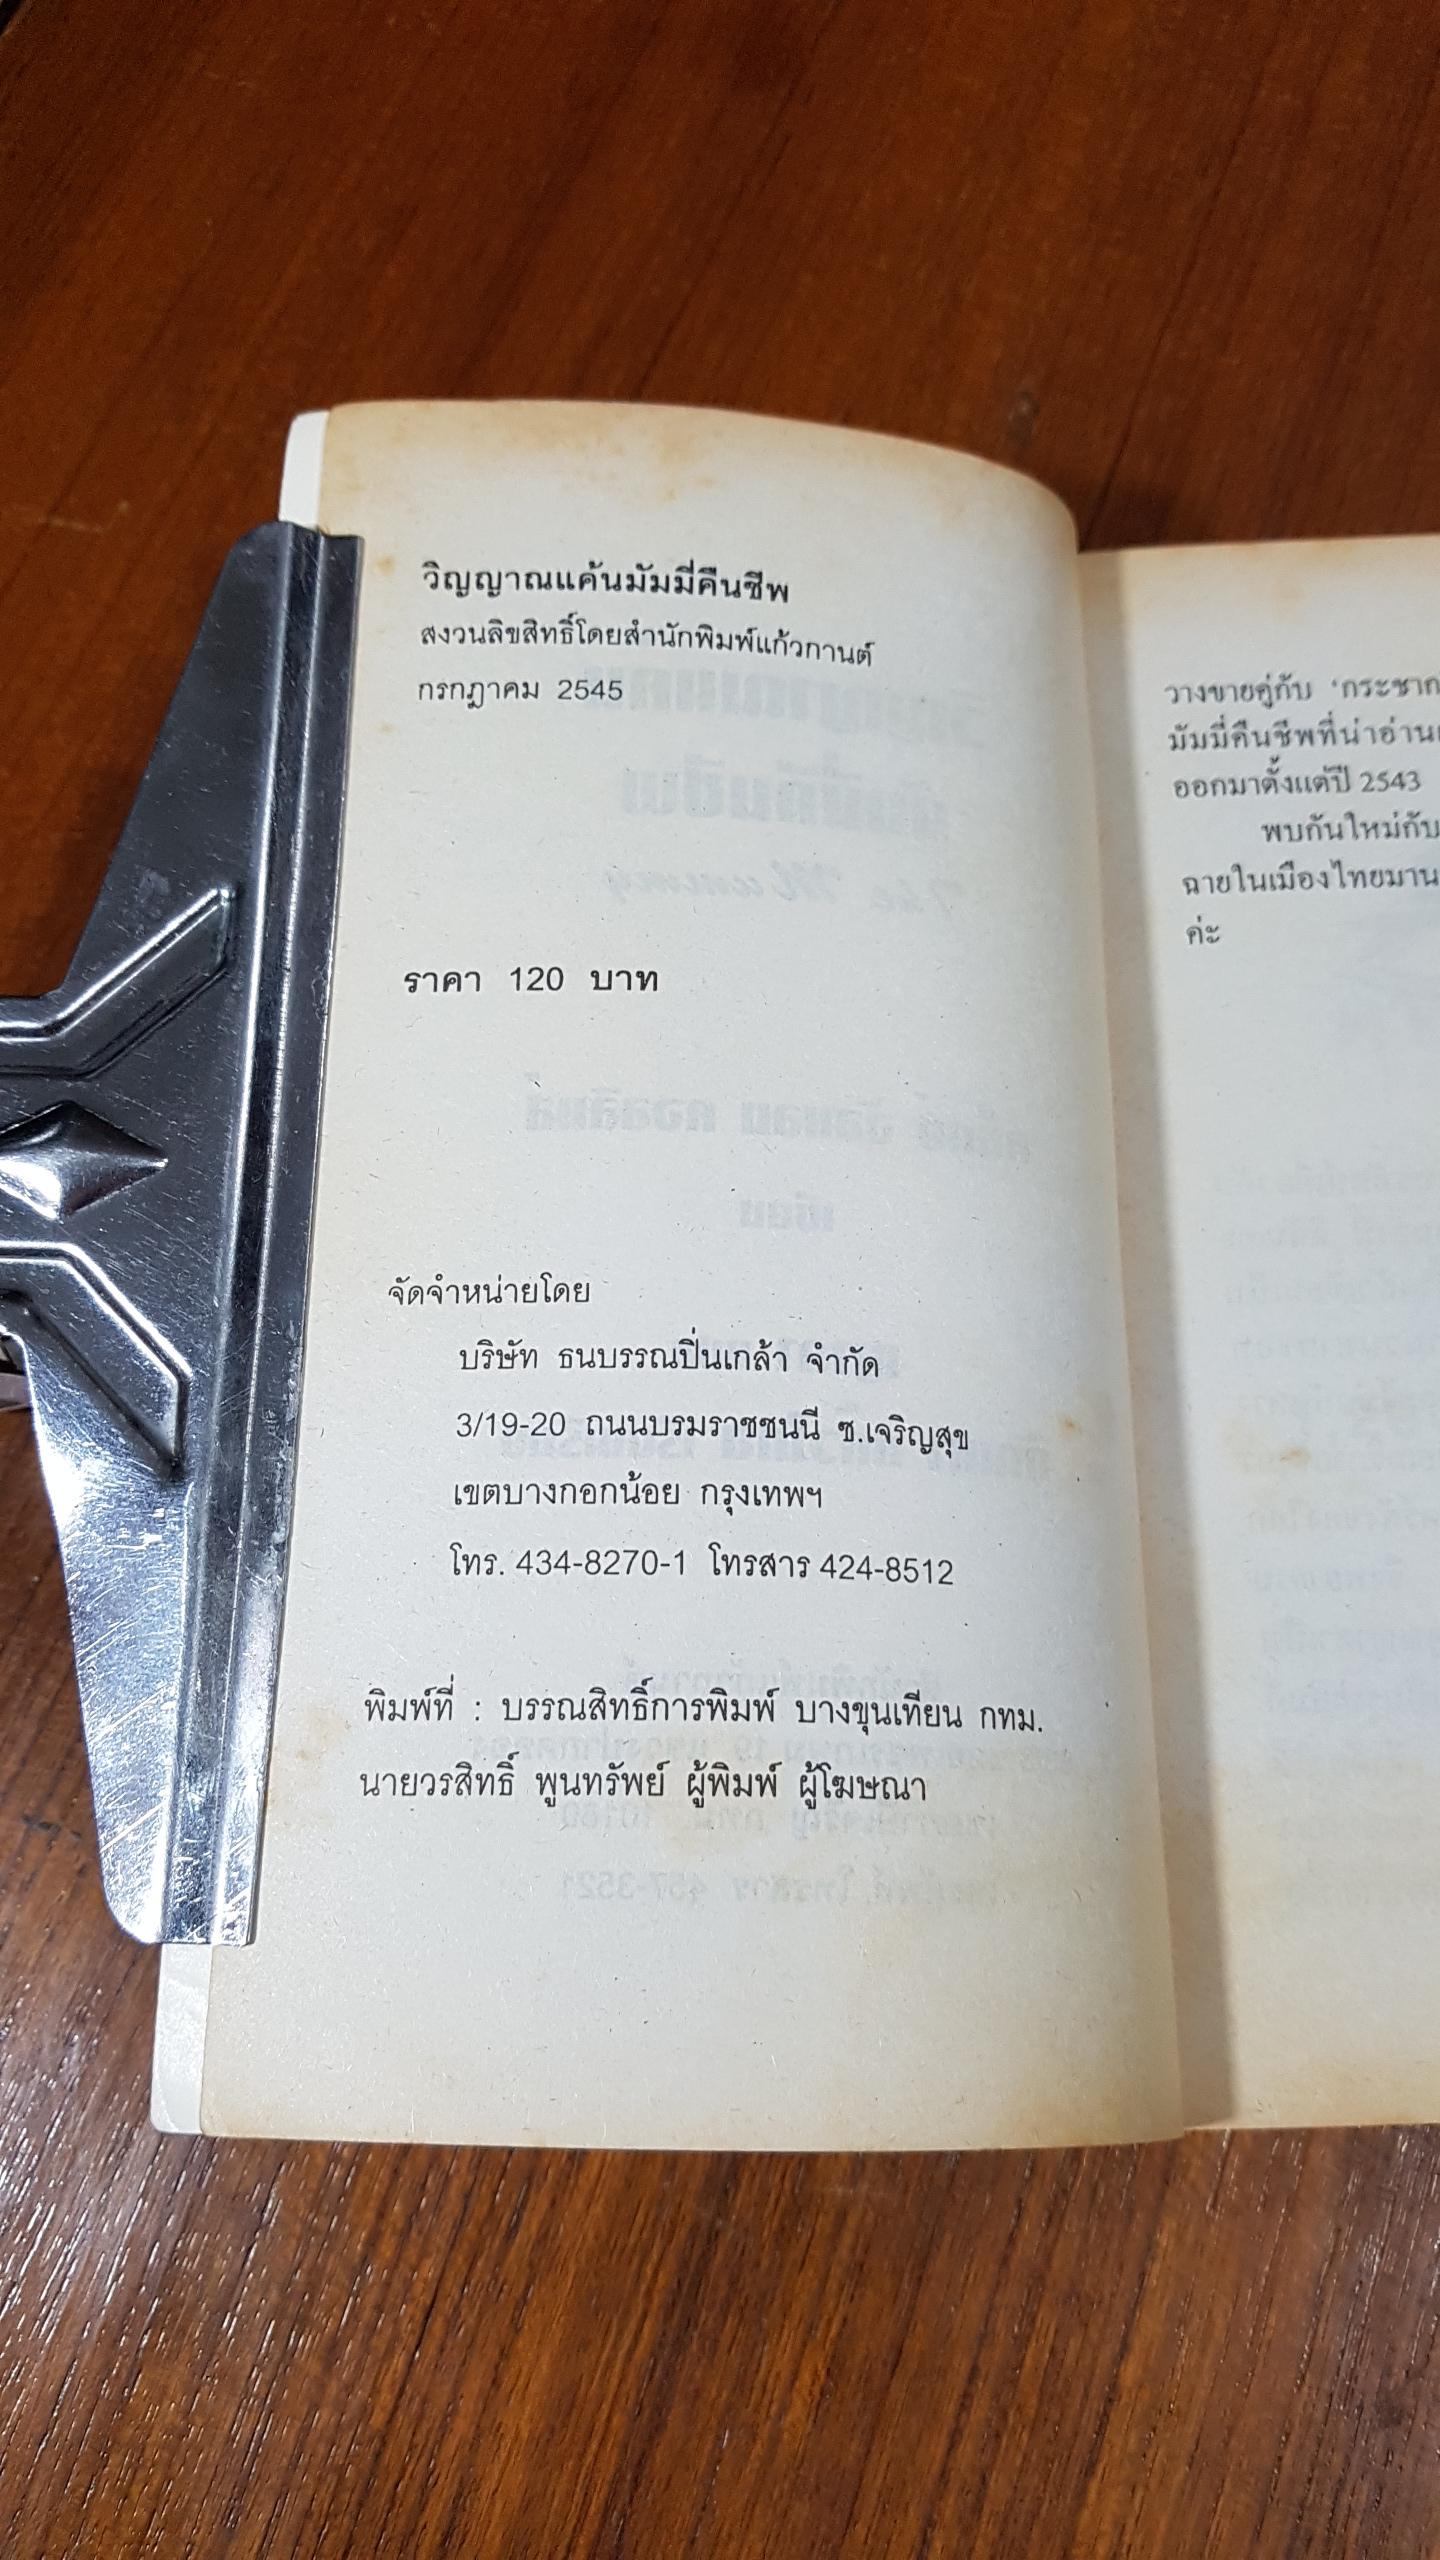 วิญญาณแค้นมัมมี่คืนชีพ
สงวนลิขสิทธิ์โดยสำนักพิมพ์แก้วกานต์
กรกฎาคม 2545
ราคา 120 บาท
จัดจำหน่ายโดย
บริษัท ธนบรรณปิ่นเกล้า จำกัด
3/19-20 ถนนบรมราชชนนี ซ.เจริญสุข
เขตบางกอกน้อย กรุงเทพฯ
โทร. 434-8270-1 โทรสาร 424-8512
พิมพ์ที่ : บรรณสิทธิ์การพิมพ์ บางขุนเทียน กทม.
นายวรสิทธิ์ พูนทรัพย์ ผู้พิมพ์ ผู้โฆษณา
วางขายคู่กับ 'กระชาก
มัมมี่คืนชีพที่น่าอ่าน
ออกมาตั้งแต่ปี 2543
พบกันใหม่กับ
ฉายในเมืองไทยมาน
ค่ะ